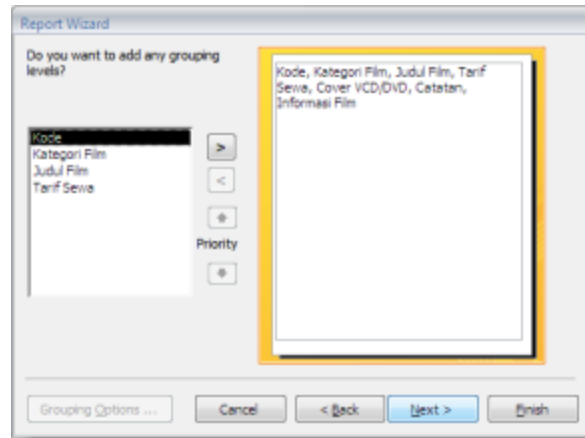 Report Wizard
Do you want to add any grouping
levels?
Kode, Kategori Film, Judul Film, Tarif
Sewa, Cover VCD/DVD, Catatan,
Informasi Film
Kode
Kategori Film
Judul Film
Tarif Sewa
>
<
Priority
Grouping Options ...
Cancel
< Back
Next >
Finish